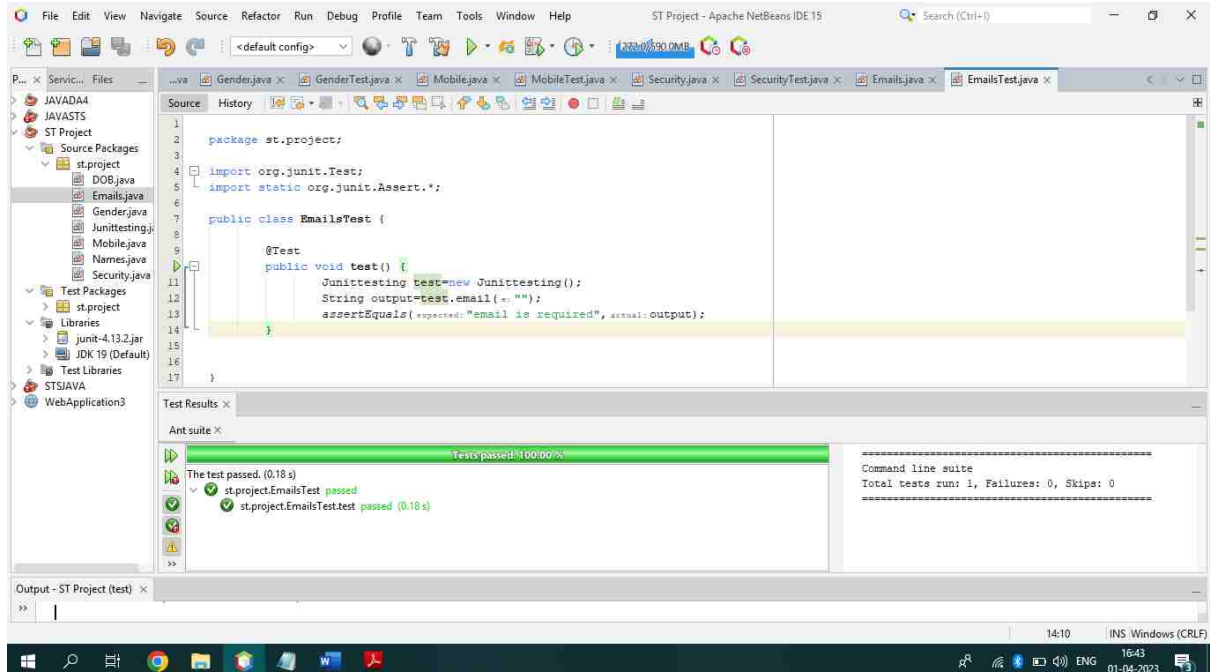 File Edit View Navigate Source Refactor Run Debug Profile Team Tools Window Help ST Project - Apache NetBeans IDE 15 Search (Ctrl+I)
<default config> 272.0/590.0MB
P... × Servic... Files ...va Gender.java × GenderTest.java × Mobile.java × MobileTest.java × Security.java × SecurityTest.java × Emails.java × EmailsTest.java ×
JAVADA4
JAVASTS
ST Project
Source Packages
st.project
DOB.java
Emails.java
Gender.java
Junittesting.j
Mobile.java
Names.java
Security.java
Test Packages
st.project
Libraries
junit-4.13.2.jar
JDK 19 (Default)
Test Libraries
STSJAVA
WebApplication3
Source History
1
2 package st.project;
3
4 import org.junit.Test;
5 import static org.junit.Assert.*;
6
7 public class EmailsTest {
8
9 @Test
public void test() {
11 Junittesting test=new Junittesting();
12 String output=test.email( e: "");
13 assertEquals( expected: "email is required", actual: output);
14 }
15
16
17 }
Test Results ×
Ant suite ×
Tests passed: 100.00 %
The test passed. (0.18 s)
st.project.EmailsTest passed
st.project.EmailsTest.test passed (0.18 s)
===============================================
Command line suite
Total tests run: 1, Failures: 0, Skips: 0
===============================================
Output - ST Project (test) ×
14:10 INS Windows (CRLF)
ENG 16:43
01-04-2023